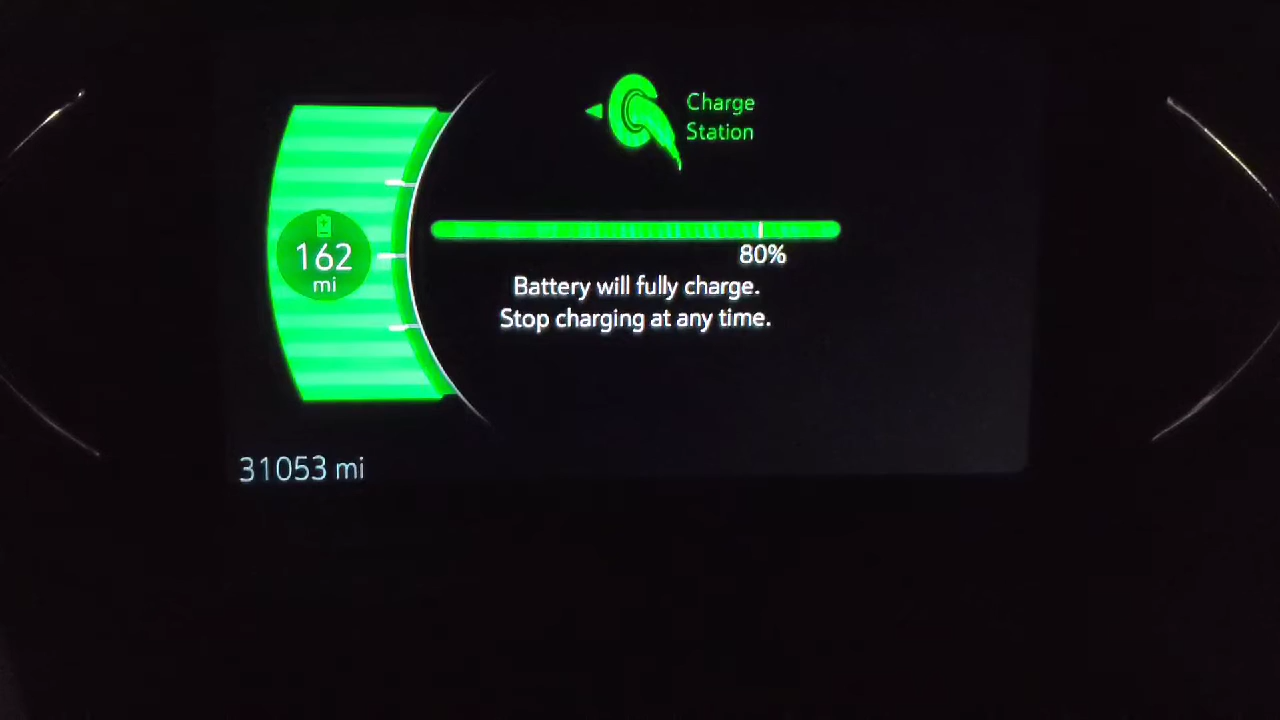 Charge
Station
80%
162
mi
Battery will fully charge.
Stop charging at any time.
31053 mi